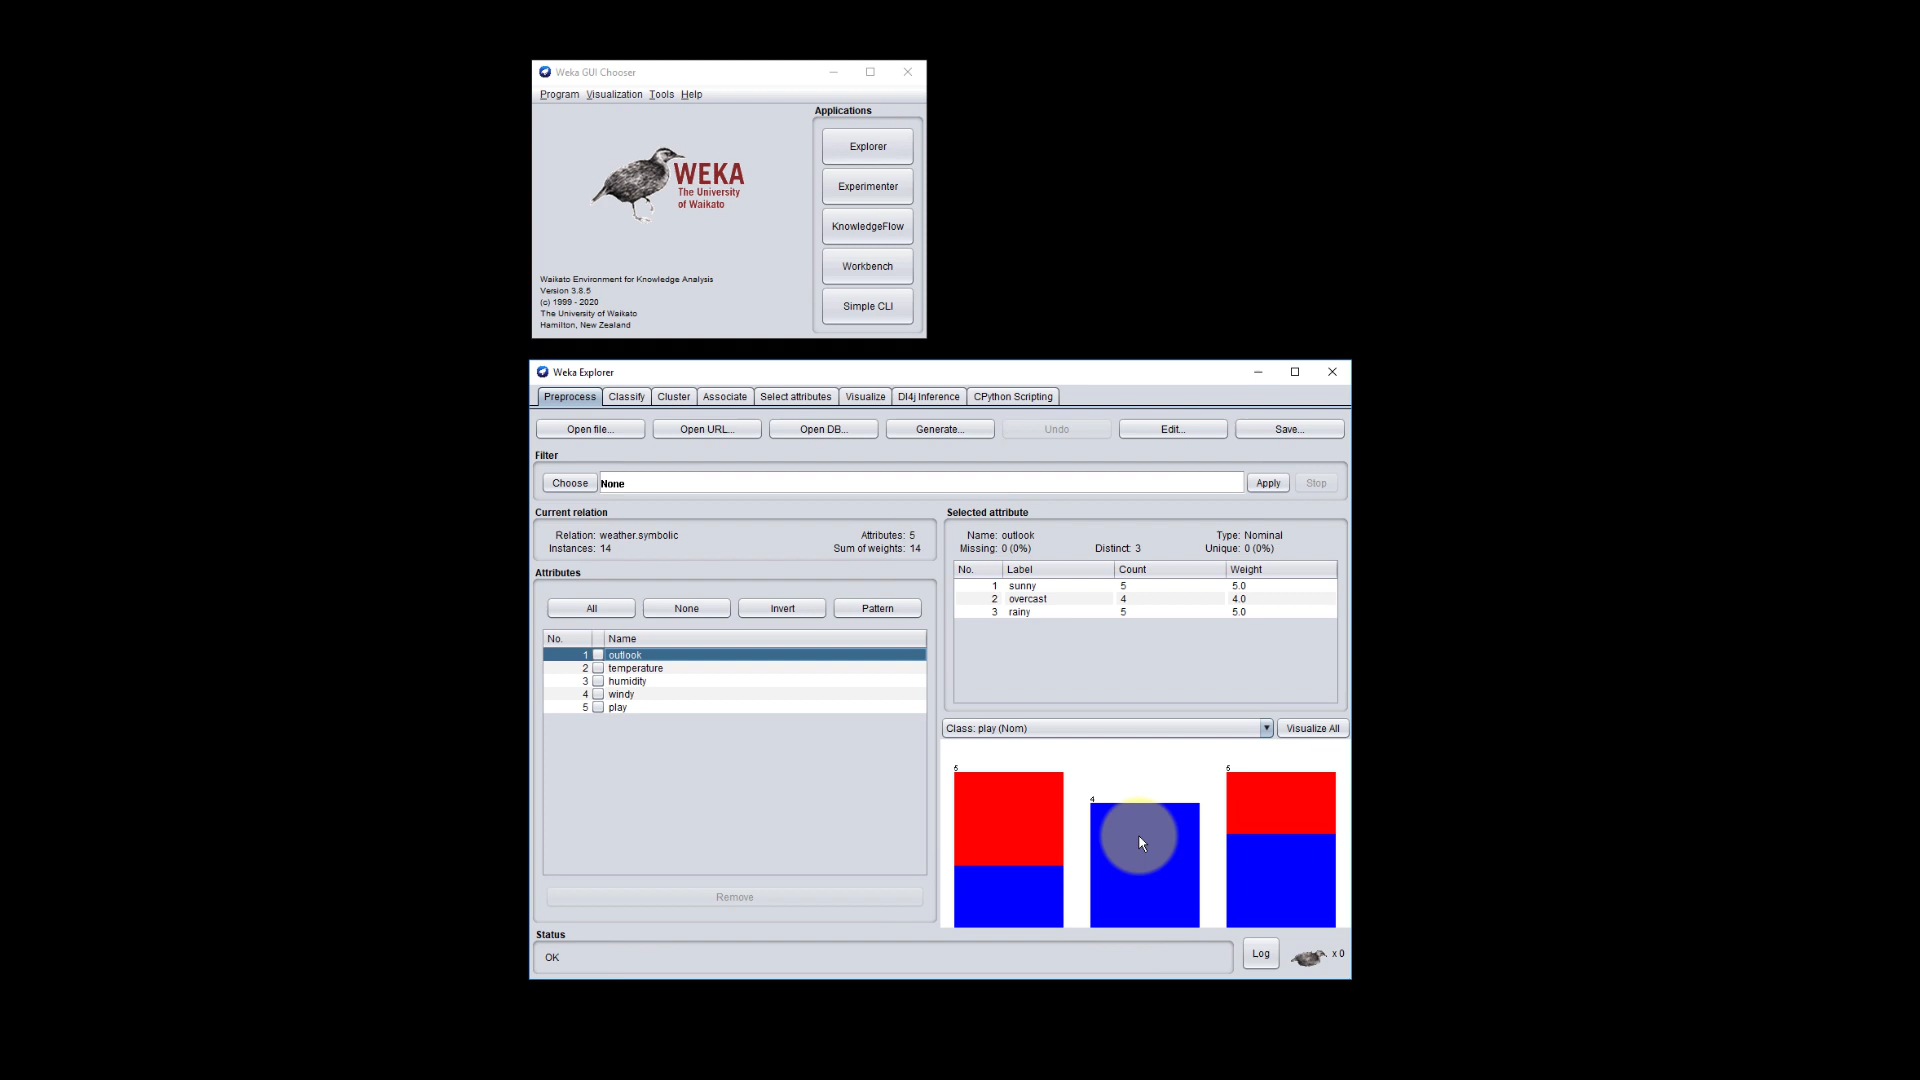 Weka GUI Chooser
Program Visualization Tools Help
Applications
Explorer
WEKA
The University
of Waikato
Experimenter
KnowledgeFlow
Workbench
Simple CLI
Waikato Environment for Knowledge Analysis
Version 3.8.5
(c) 1999 - 2020
The University of Waikato
Hamilton, New Zealand
Weka Explorer
Preprocess Classify Cluster Associate Select attributes Visualize Dl4j Inference CPython Scripting
Open file... Open URL... Open DB... Generate... Undo Edit... Save...
Filter
Choose None Apply Stop
Current relation
Relation: weather.symbolic Attributes: 5
Instances: 14 Sum of weights: 14
Attributes
All None Invert Pattern
No. Name
1 outlook
2 temperature
3 humidity
4 windy
5 play
Remove
Selected attribute
Name: outlook Type: Nominal
Missing: 0 (0%) Distinct: 3 Unique: 0 (0%)
No. Label Count Weight
1 sunny 5 5.0
2 overcast 4 4.0
3 rainy 5 5.0
Class: play (Nom) Visualize All
5 4 5
Status
OK Log x 0